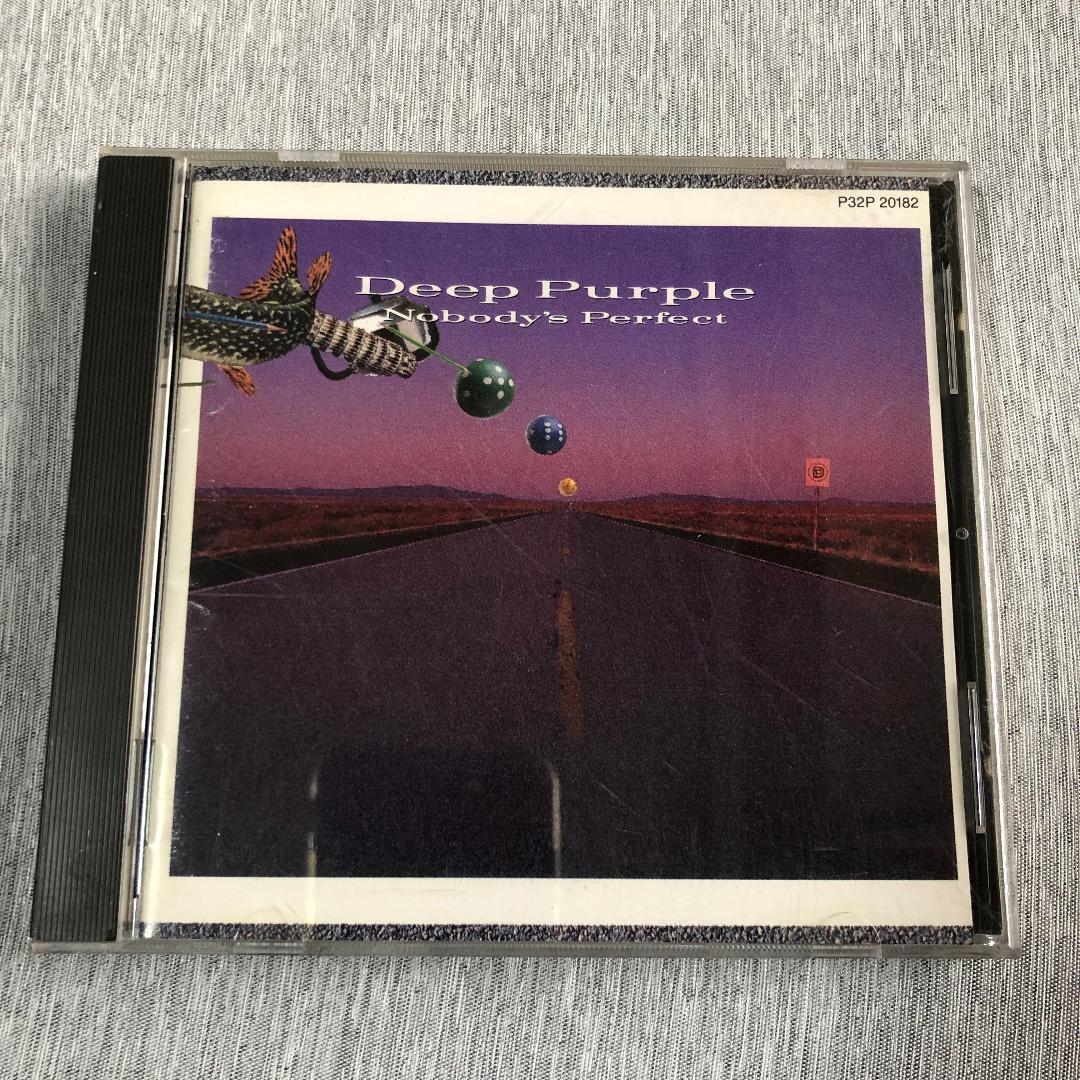 P32P 20182
Deep Purple
Nobody's Perfect